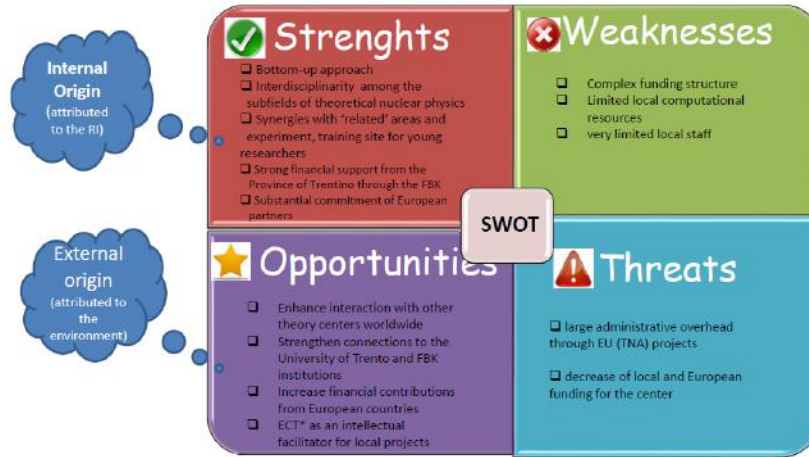 Internal
Origin
(attributed
to the RI)
Strenghts
❑ Bottom-up approach
❑ Interdisciplinarity among the
subfields of theoretical nuclear physics
❑ Synergies with ‘related’ areas and
experiment, training site for young
researchers
❑ Strong financial support from the
Province of Trentino through the FBK
❑ Substantial commitment of European
partners
Weaknesses
❑ Complex funding structure
❑ Limited local computational
resources
❑ very limited local staff
SWOT
External
origin
(attributed to
the
environment)
Opportunities
❑ Enhance interaction with other
theory centers worldwide
❑ Strengthen connections to the
University of Trento and FBK
institutions
❑ Increase financial contributions
from European countries
❑ ECT* as an intellectual
facilitator for local projects
Threats
❑ large administrative overhead
through EU (TNA) projects
❑ decrease of local and European
funding for the center